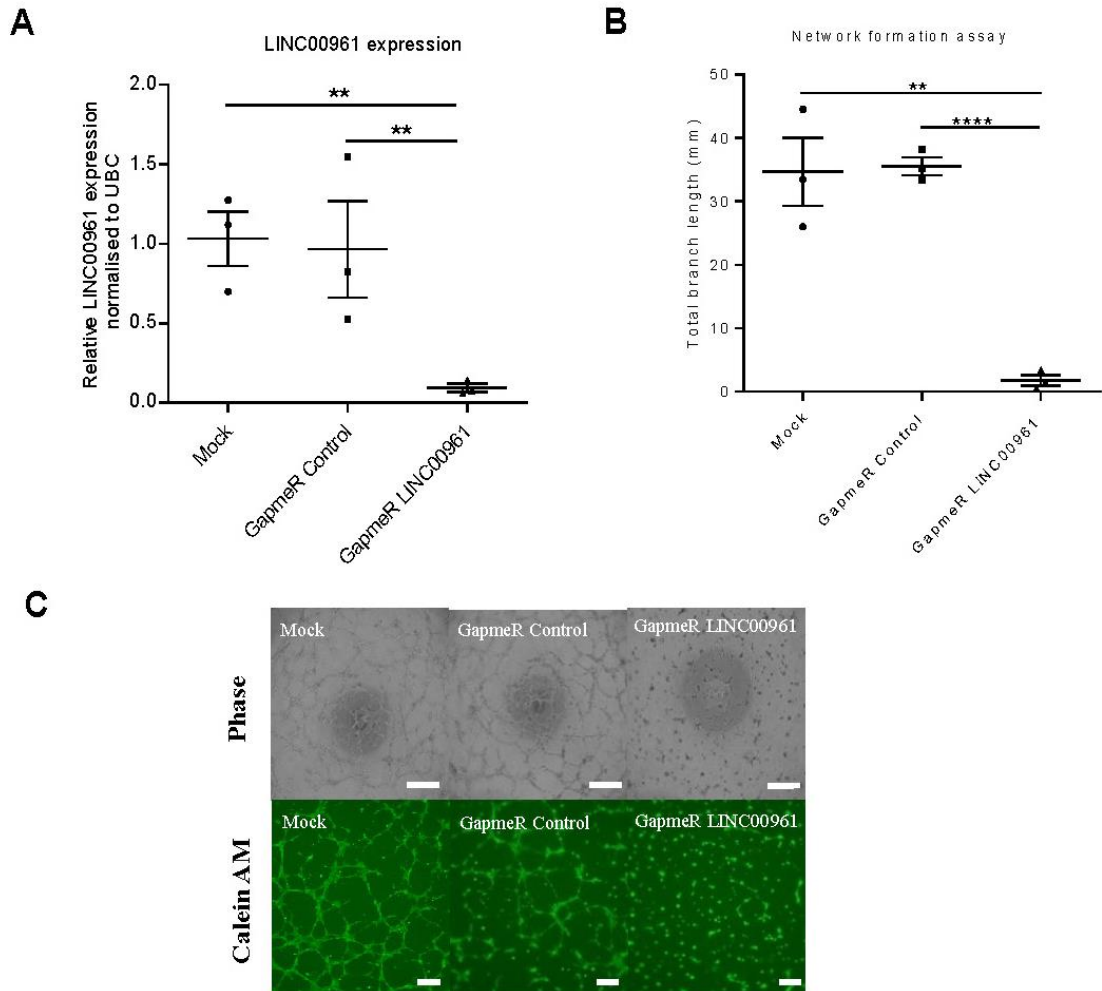 A
LINC00961 expression
Relative LINC00961 expression
normalised to UBC
2.0
1.5
1.0
0.5
0.0
**
**
Mock
GapmeR Control
GapmeR LINC00961
B
Network formation assay
Total branch length (mm)
50
40
30
20
10
0
**
****
Mock
GapmeR Control
GapmeR LINC00961
C
Phase
Mock
GapmeR Control
GapmeR LINC00961
Calein AM
Mock
GapmeR Control
GapmeR LINC00961